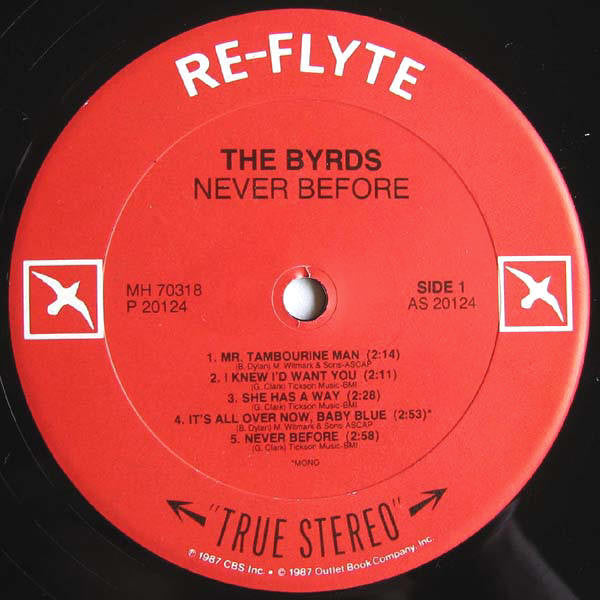 RE-FLYTE
THE BYRDS
NEVER BEFORE
MH 70318
P 20124
SIDE 1
AS 20124
1. MR. TAMBOURINE MAN (2:14)
(B. Dylan) M. Witmark & Sons-ASCAP
2. I KNEW I'D WANT YOU (2:11)
(G. Clark) Tickson Music-BMI
3. SHE HAS A WAY (2:28)
(G. Clark) Tickson Music-BMI
4. IT'S ALL OVER NOW, BABY BLUE (2:53)*
(B. Dylan) M. Witmark & Sons ASCAP
5. NEVER BEFORE (2:58)
(G. Clark) Tickson Music-BMI
*MONO
"TRUE STEREO"
℗ 1987 CBS Inc. • © 1987 Outlet Book Company, Inc.